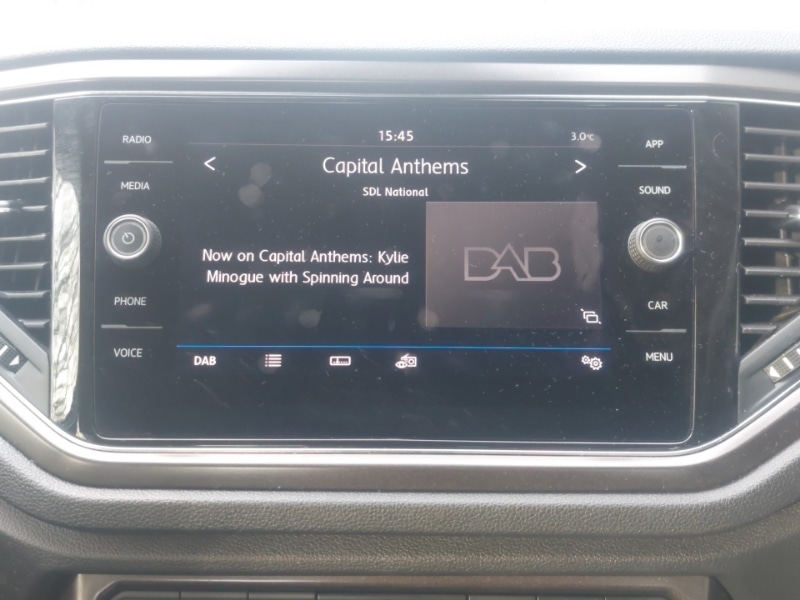 RADIO
MEDIA
PHONE
VOICE
15:45
3.0°C
Capital Anthems
SDL National
Now on Capital Anthems: Kylie
Minogue with Spinning Around
DAB
DAB
APP
SOUND
CAR
MENU